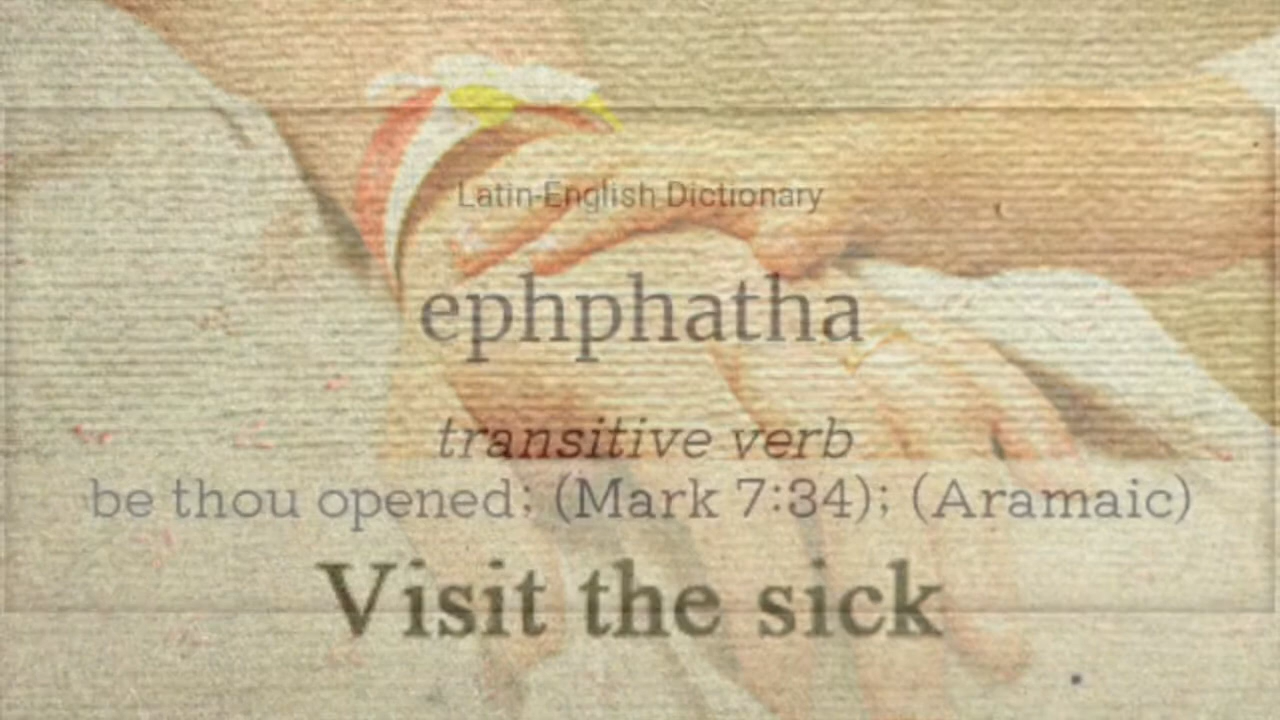 Latin-English Dictionary
ephphatha
transitive verb
be thou opened; (Mark 7:34); (Aramaic)
Visit the sick